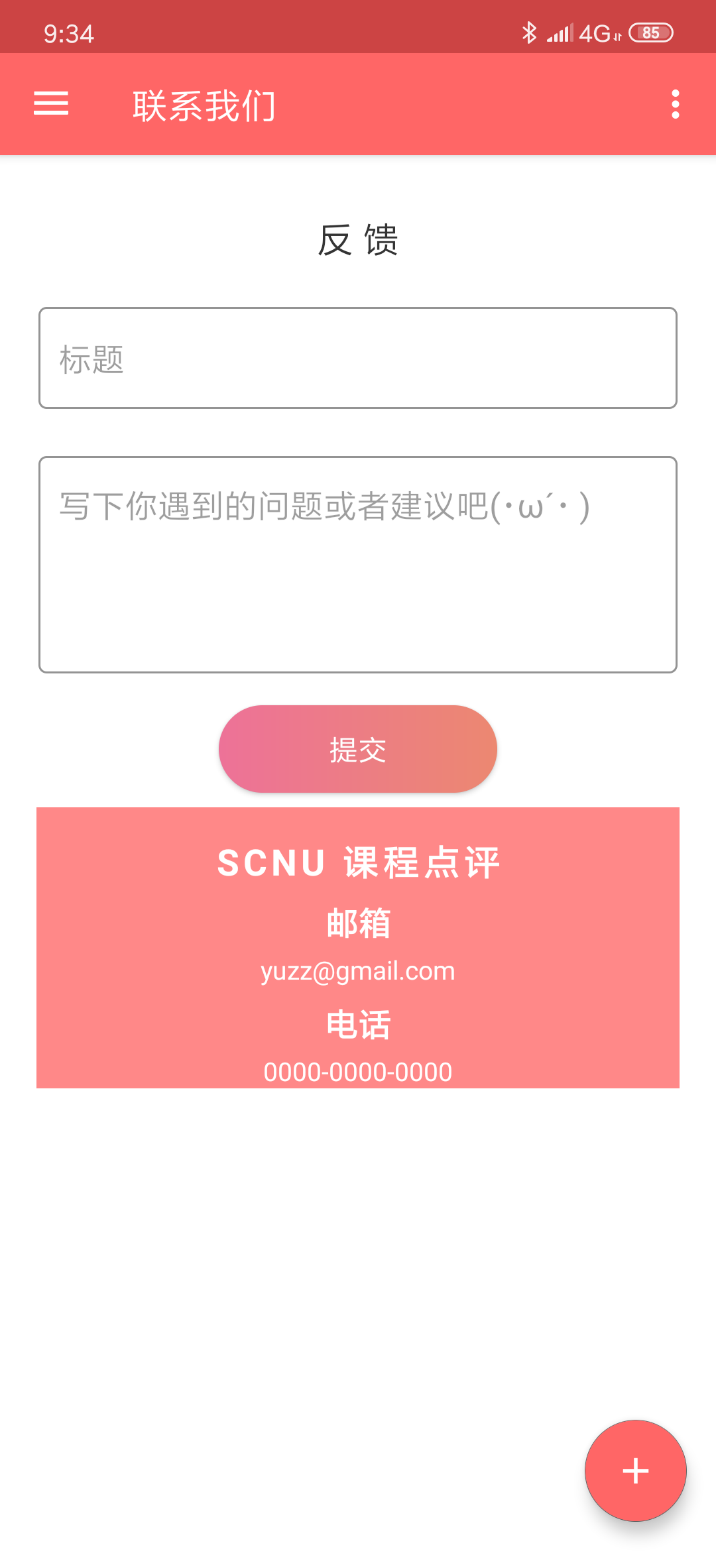 9:34
4G 85
联系我们
反 馈
标题
写下你遇到的问题或者建议吧(･ω´･ )
提交
SCNU 课程点评
邮箱
yuzz@gmail.com
电话
0000-0000-0000